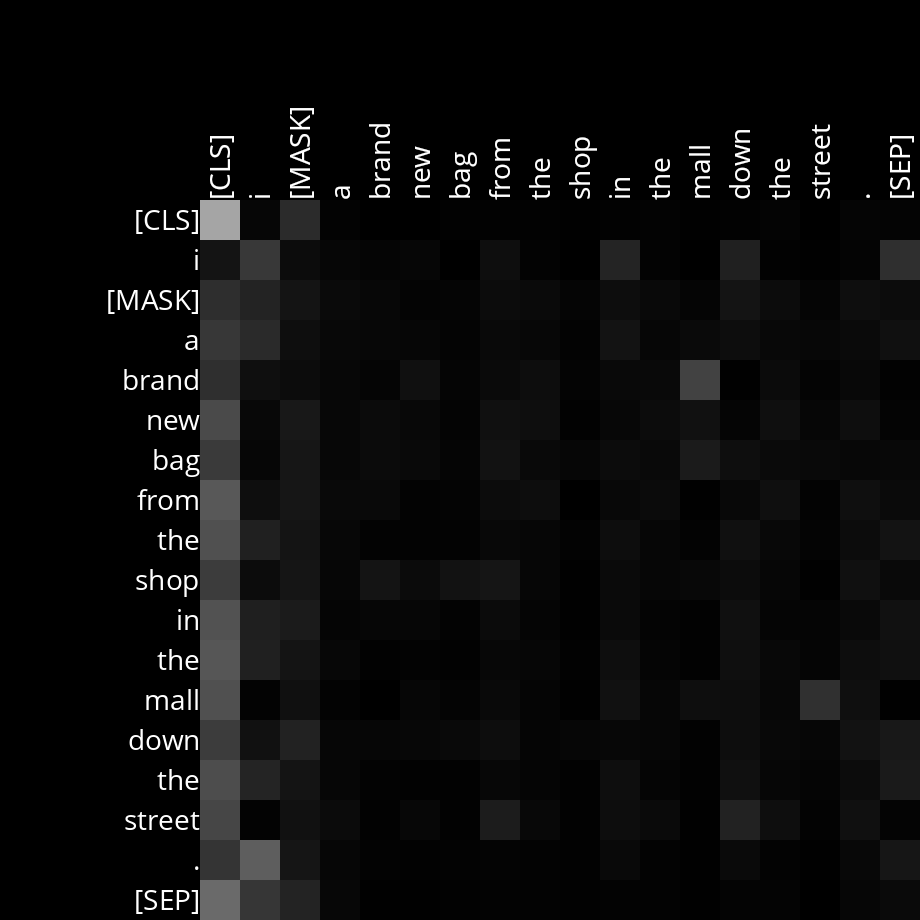 [CLS] i [MASK] a brand new bag from the shop in the mall down the street . [SEP]
[CLS]
i
[MASK]
a
brand
new
bag
from
the
shop
in
the
mall
down
the
street
.
[SEP]